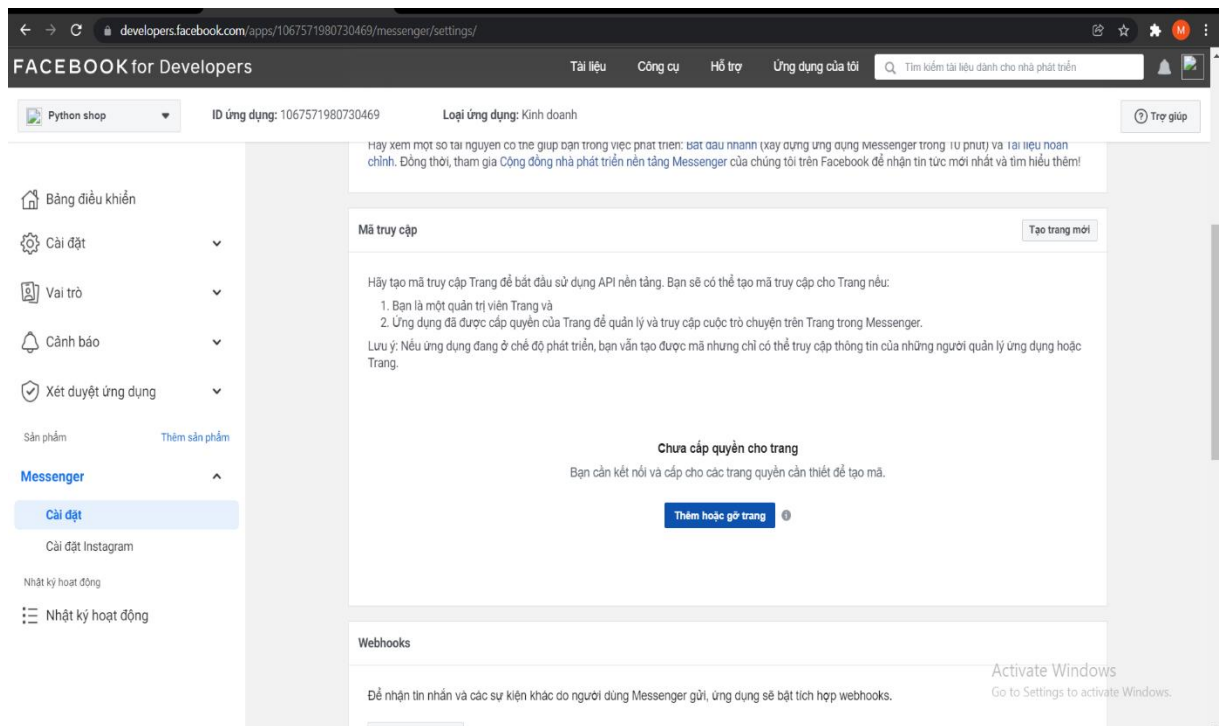 developers.facebook.com/apps/1067571980730469/messenger/settings/
M
FACEBOOK for Developers
Tài liệu
Công cụ
Hỗ trợ
Ứng dụng của tôi
Tìm kiếm tài liệu dành cho nhà phát triển
Python shop
ID ứng dụng: 1067571980730469
Loại ứng dụng: Kinh doanh
Trợ giúp
Hãy xem một số tài nguyên có thể giúp bạn trong việc phát triển: Bắt đầu nhanh (xây dựng ứng dụng Messenger trong 10 phút) và Tài liệu hoàn
chỉnh. Đồng thời, tham gia Cộng đồng nhà phát triển nền tảng Messenger của chúng tôi trên Facebook để nhận tin tức mới nhất và tìm hiểu thêm!
Bảng điều khiển
Cài đặt
Vai trò
Cảnh báo
Xét duyệt ứng dụng
Sản phẩm
Thêm sản phẩm
Messenger
Cài đặt
Cài đặt Instagram
Nhật ký hoạt động
Nhật ký hoạt động
Mã truy cập
Tạo trang mới
Hãy tạo mã truy cập Trang để bắt đầu sử dụng API nền tảng. Bạn sẽ có thể tạo mã truy cập cho Trang nếu:
1. Bạn là một quản trị viên Trang và
2. Ứng dụng đã được cấp quyền của Trang để quản lý và truy cập cuộc trò chuyện trên Trang trong Messenger.
Lưu ý: Nếu ứng dụng đang ở chế độ phát triển, bạn vẫn tạo được mã nhưng chỉ có thể truy cập thông tin của những người quản lý ứng dụng hoặc
Trang.
Chưa cấp quyền cho trang
Bạn cần kết nối và cấp cho các trang quyền cần thiết để tạo mã.
Thêm hoặc gỡ trang
Webhooks
Để nhận tin nhắn và các sự kiện khác do người dùng Messenger gửi, ứng dụng sẽ bật tích hợp webhooks.
Activate Windows
Go to Settings to activate Windows.